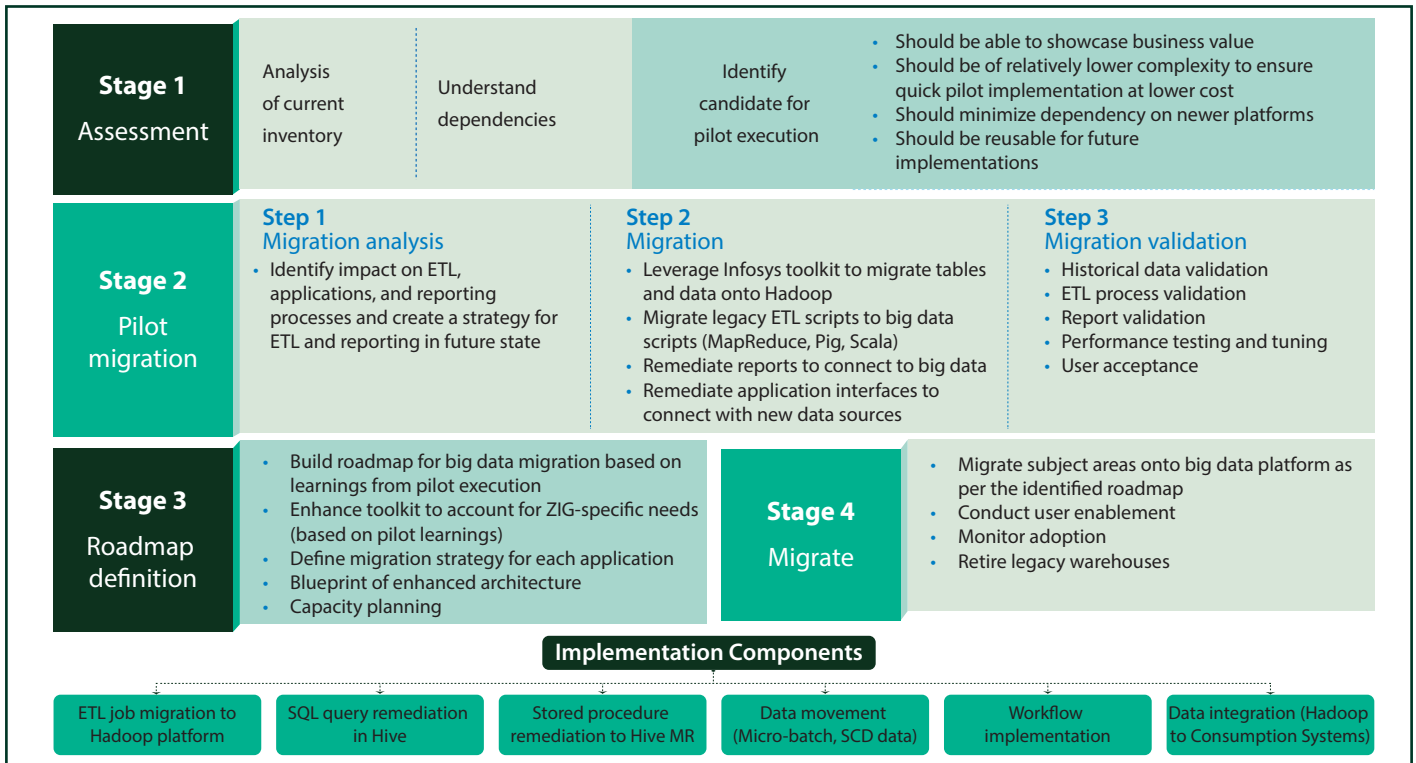 Stage 1
Assessment
Analysis
of current
inventory
Understand
dependencies
Identify
candidate for
pilot execution
• Should be able to showcase business value
• Should be of relatively lower complexity to ensure
quick pilot implementation at lower cost
• Should minimize dependency on newer platforms
• Should be reusable for future
implementations
Stage 2
Pilot
migration
Step 1
Migration analysis
• Identify impact on ETL,
applications, and reporting
processes and create a strategy for
ETL and reporting in future state
Step 2
Migration
• Leverage Infosys toolkit to migrate tables
and data onto Hadoop
• Migrate legacy ETL scripts to big data
scripts (MapReduce, Pig, Scala)
• Remediate reports to connect to big data
• Remediate application interfaces to
connect with new data sources
Step 3
Migration validation
• Historical data validation
• ETL process validation
• Report validation
• Performance testing and tuning
• User acceptance
Stage 3
Roadmap
definition
• Build roadmap for big data migration based on
learnings from pilot execution
• Enhance toolkit to account for ZIG-specific needs
(based on pilot learnings)
• Define migration strategy for each application
• Blueprint of enhanced architecture
• Capacity planning
Stage 4
Migrate
• Migrate subject areas onto big data platform as
per the identified roadmap
• Conduct user enablement
• Monitor adoption
• Retire legacy warehouses
Implementation Components
ETL job migration to
Hadoop platform
SQL query remediation
in Hive
Stored procedure
remediation to Hive MR
Data movement
(Micro-batch, SCD data)
Workflow
implementation
Data integration (Hadoop
to Consumption Systems)